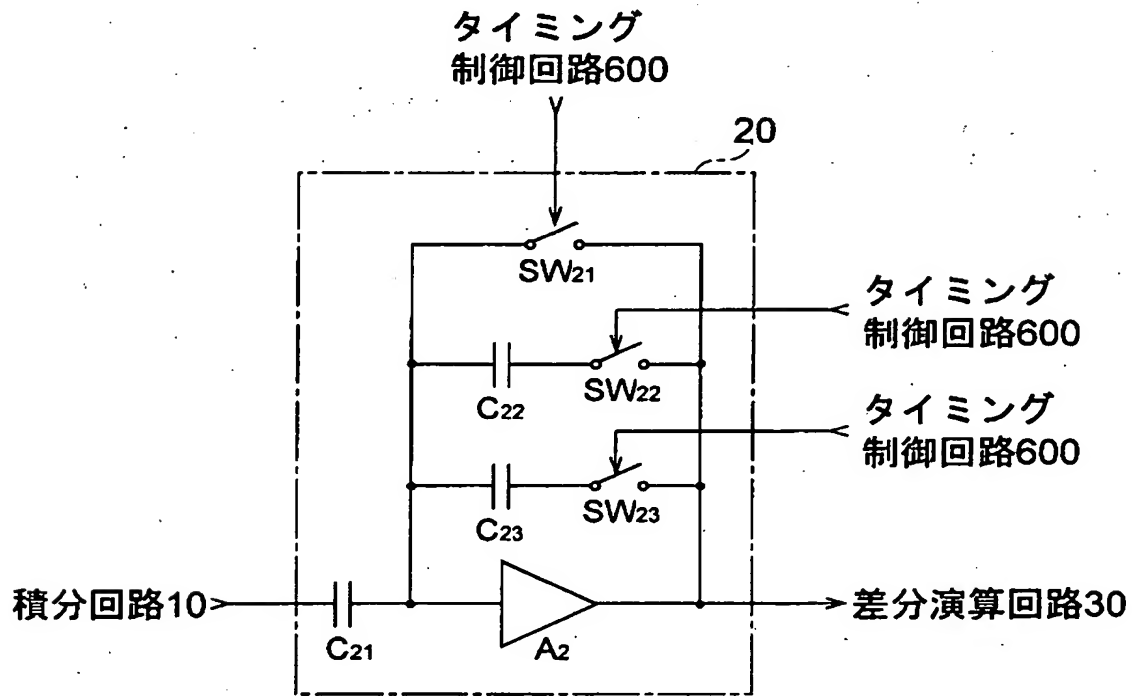 タイミング
制御回路600
20
SW21
タイミング
制御回路600
C22
SW22
タイミング
制御回路600
C23
SW23
積分回路10
C21
A2
差分演算回路30